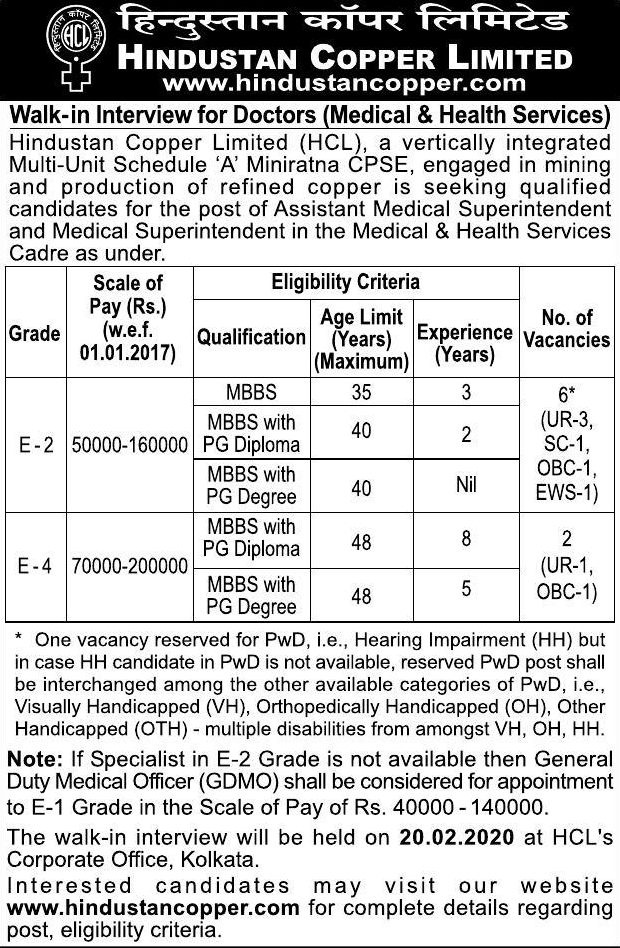 हिन्दुस्तान कॉपर लिमिटेड
HINDUSTAN COPPER LIMITED
www.hindustancopper.com
हिन्दुस्तान कॉपर लिमिटेड
HCL
Walk-in Interview for Doctors (Medical & Health Services)
Hindustan Copper Limited (HCL), a vertically integrated
Multi-Unit Schedule ‘A’ Miniratna CPSE, engaged in mining
and production of refined copper is seeking qualified
candidates for the post of Assistant Medical Superintendent
and Medical Superintendent in the Medical & Health Services
Cadre as under.
Grade
Scale of
Pay (Rs.)
(w.e.f.
01.01.2017)
Eligibility Criteria
Qualification
Age Limit
(Years)
(Maximum)
Experience
(Years)
No. of
Vacancies
E-2
50000-160000
MBBS
35
3
MBBS with
PG Diploma
40
2
MBBS with
PG Degree
40
Nil
6*
(UR-3,
SC-1,
OBC-1,
EWS-1)
E-4
70000-200000
MBBS with
PG Diploma
48
8
MBBS with
PG Degree
48
5
2
(UR-1,
OBC-1)
* One vacancy reserved for PwD, i.e., Hearing Impairment (HH) but
in case HH candidate in PwD is not available, reserved PwD post shall
be interchanged among the other available categories of PwD, i.e.,
Visually Handicapped (VH), Orthopedically Handicapped (OH), Other
Handicapped (OTH) - multiple disabilities from amongst VH, OH, HH.
Note: If Specialist in E-2 Grade is not available then General
Duty Medical Officer (GDMO) shall be considered for appointment
to E-1 Grade in the Scale of Pay of Rs. 40000 - 140000.
The walk-in interview will be held on 20.02.2020 at HCL's
Corporate Office, Kolkata.
Interested candidates may visit our website
www.hindustancopper.com for complete details regarding
post, eligibility criteria.